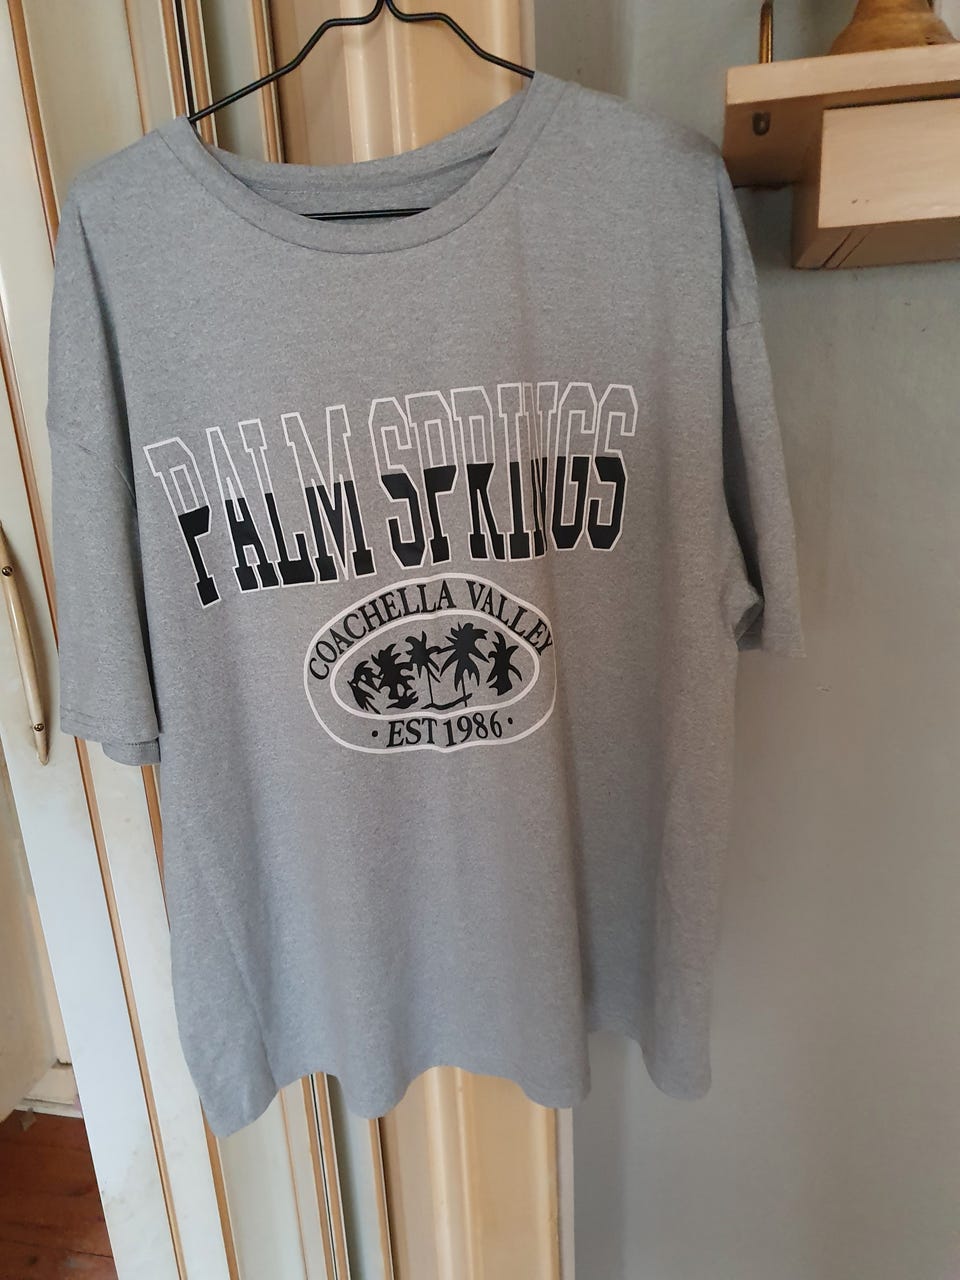 PALM SPRINGS
COACHELLA VALLEY
· EST 1986 ·